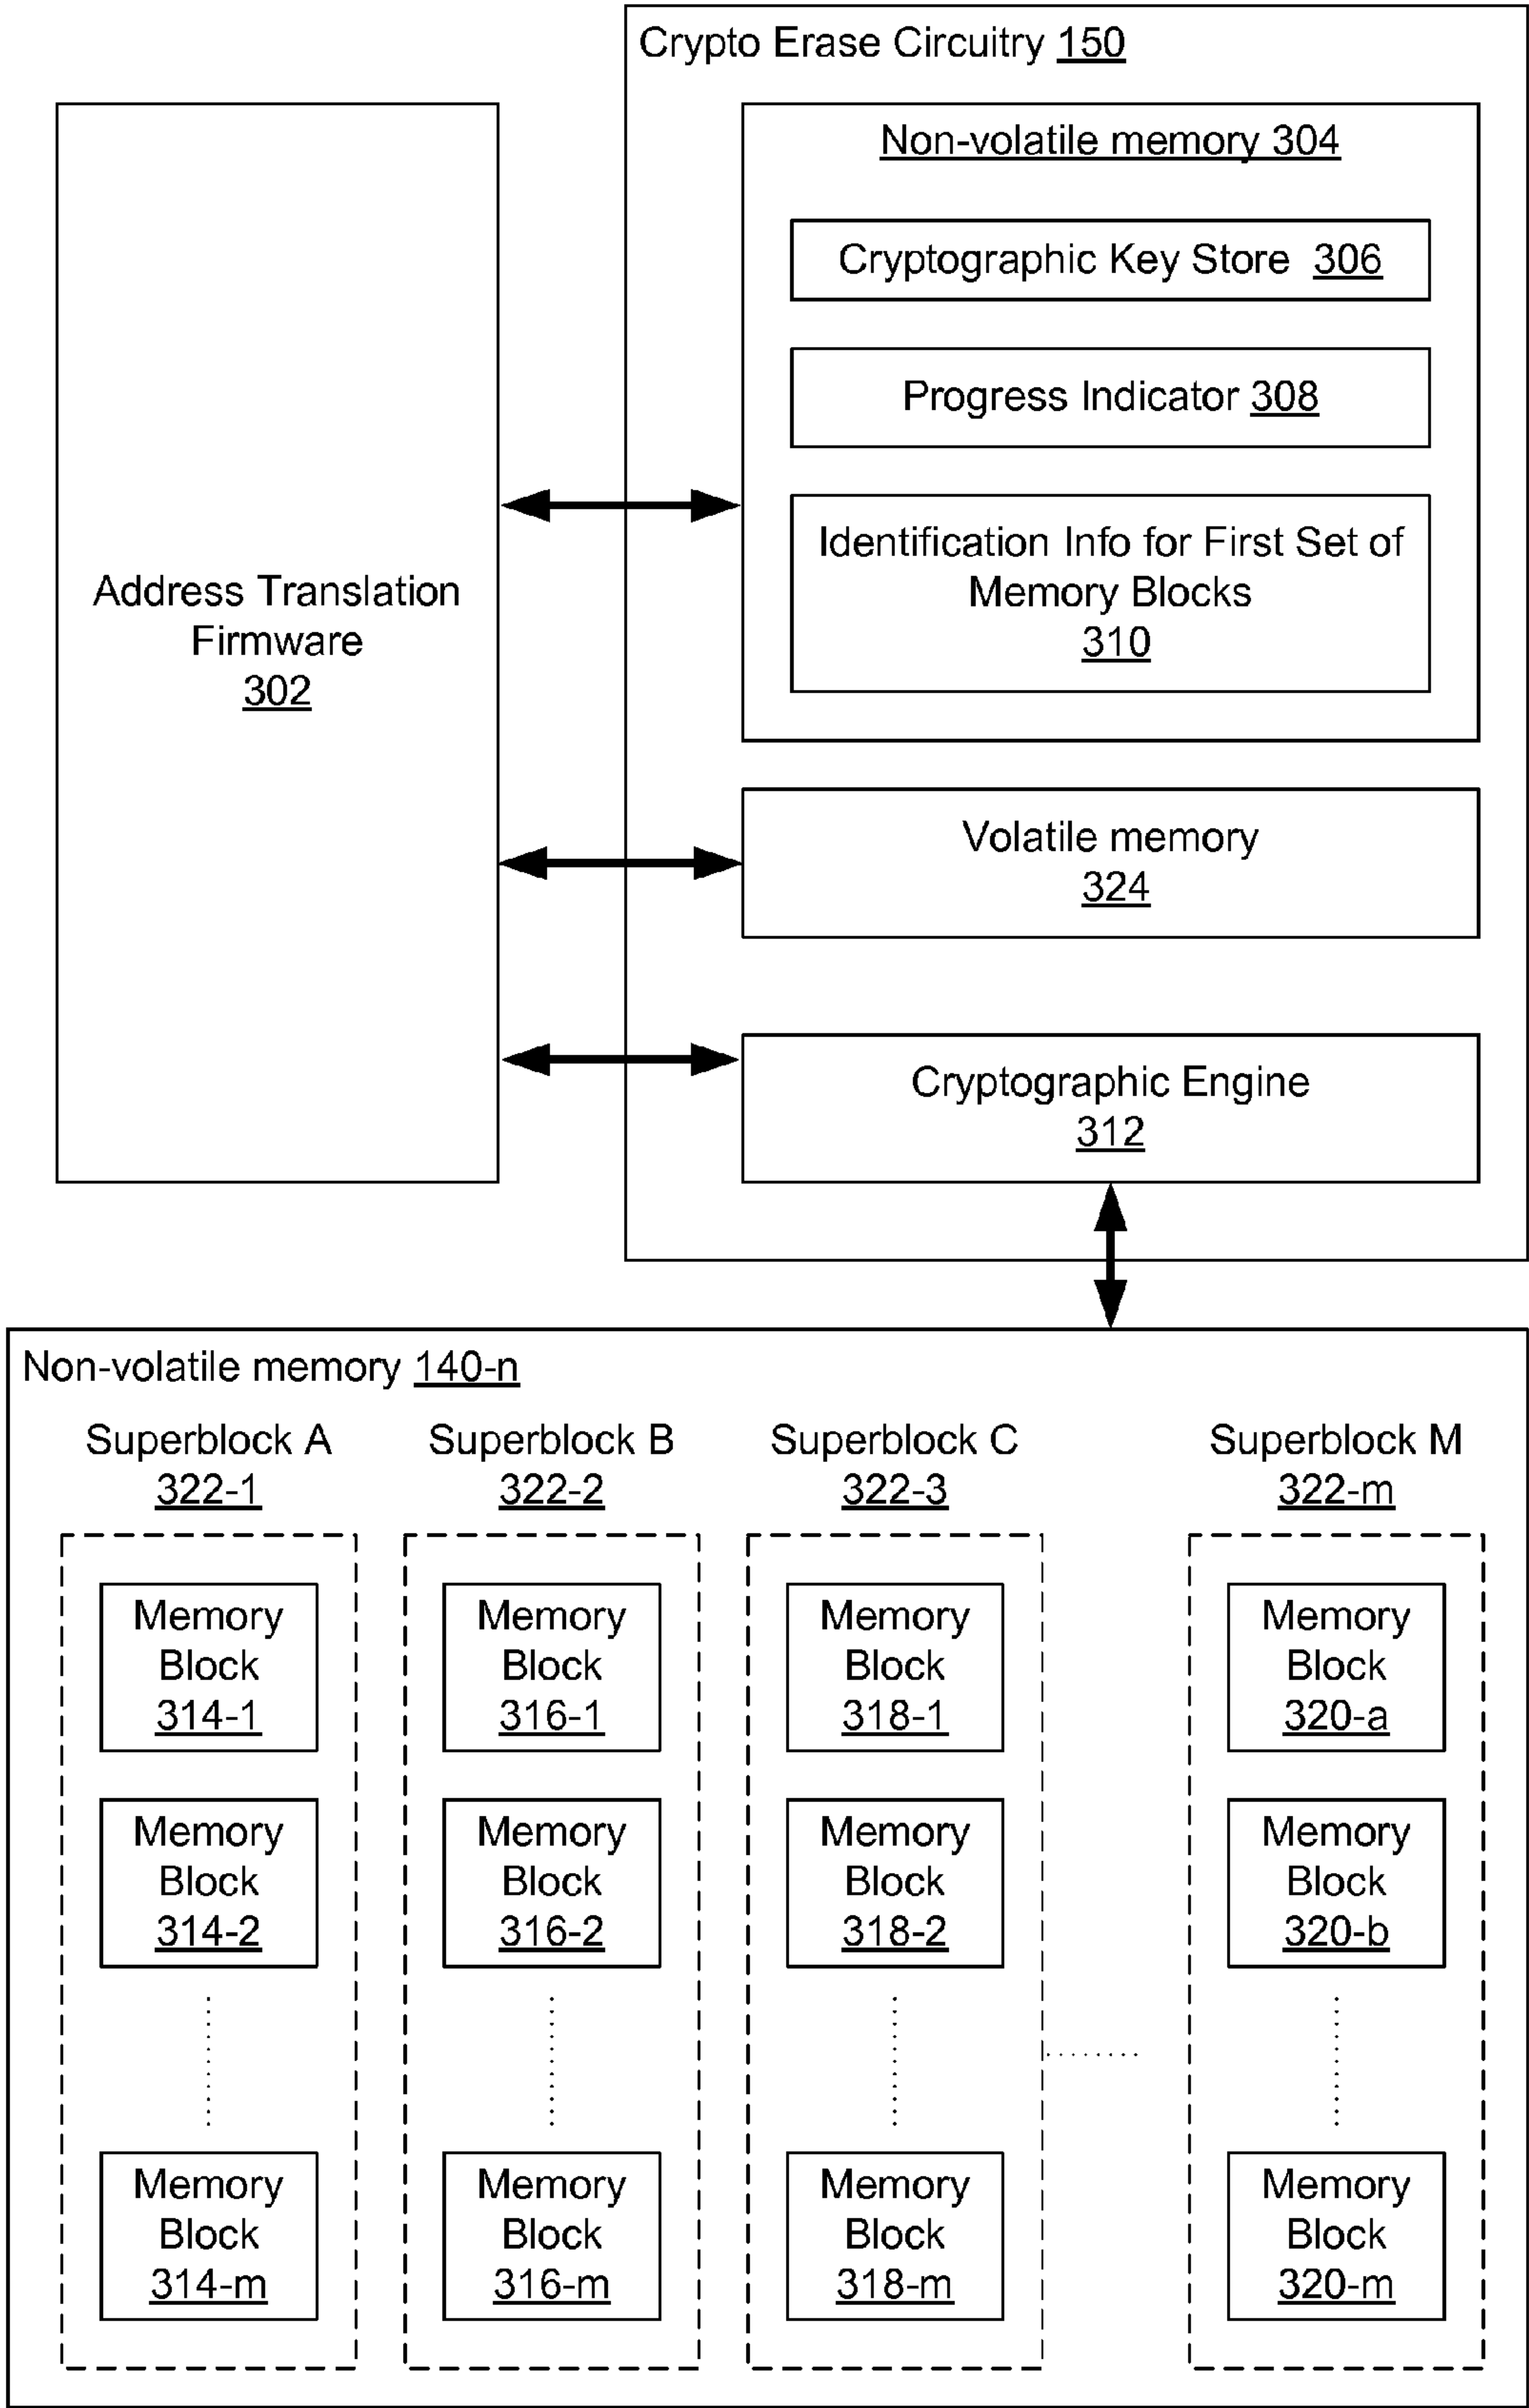 Crypto Erase Circuitry 150
Non-volatile memory 304
Cryptographic Key Store 306
Progress Indicator 308
Identification Info for First Set of
Memory Blocks
310
Address Translation
Firmware
302
Volatile memory
324
Cryptographic Engine
312
Non-volatile memory 140-n
Superblock A
322-1
Memory
Block
314-1
Memory
Block
314-2
Memory
Block
314-m
Superblock B
322-2
Memory
Block
316-1
Memory
Block
316-2
Memory
Block
316-m
Superblock C
322-3
Memory
Block
318-1
Memory
Block
318-2
Memory
Block
318-m
Superblock M
322-m
Memory
Block
320-a
Memory
Block
320-b
Memory
Block
320-m